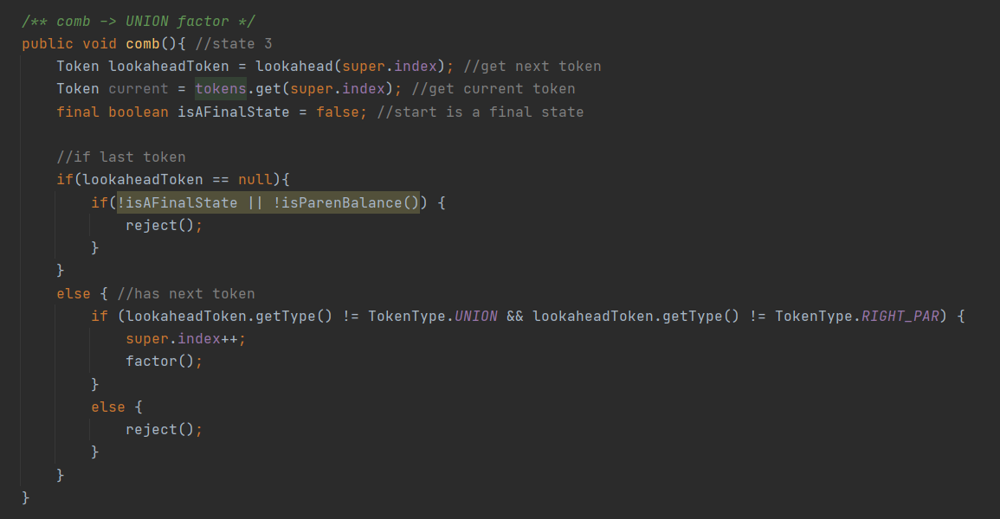 /** comb -> UNION factor */
public void comb(){ //state 3
    Token lookaheadToken = lookahead(super.index); //get next token
    Token current = tokens.get(super.index); //get current token
    final boolean isAFinalState = false; //start is a final state

    //if last token
    if(lookaheadToken == null){
        if(!isAFinalState || !isParenBalance()) {
            reject();
        }
    }
    else { //has next token
        if (lookaheadToken.getType() != TokenType.UNION && lookaheadToken.getType() != TokenType.RIGHT_PAR) {
            super.index++;
            factor();
        }
        else {
            reject();
        }
    }
}